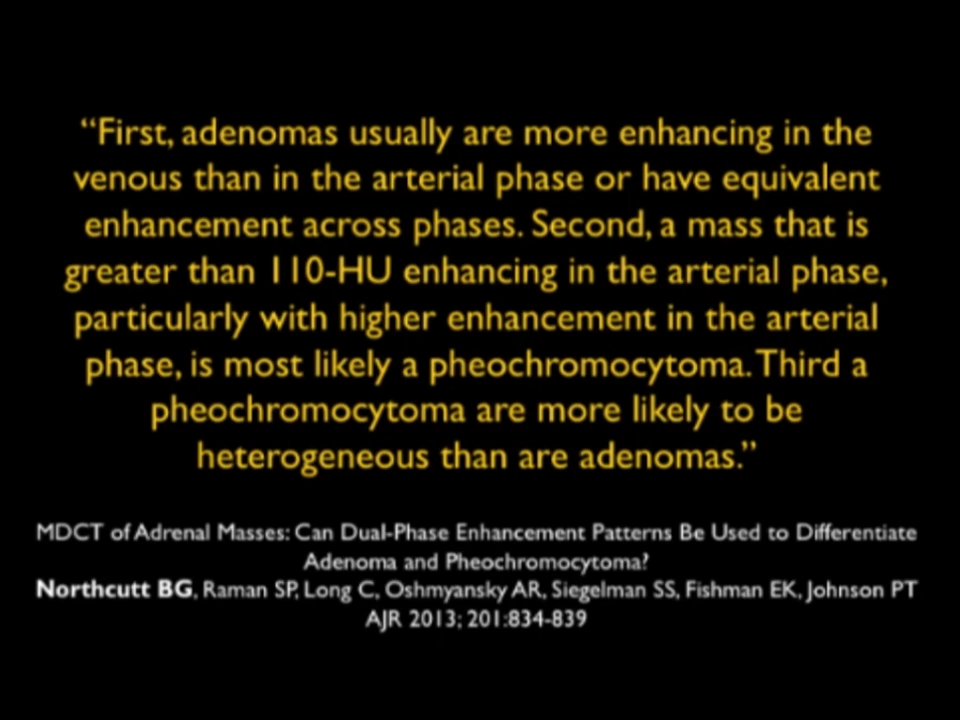 “First, adenomas usually are more enhancing in the
venous than in the arterial phase or have equivalent
enhancement across phases. Second, a mass that is
greater than 110-HU enhancing in the arterial phase,
particularly with higher enhancement in the arterial
phase, is most likely a pheochromocytoma. Third a
pheochromocytoma are more likely to be
heterogeneous than are adenomas.”
MDCT of Adrenal Masses: Can Dual-Phase Enhancement Patterns Be Used to Differentiate
Adenoma and Pheochromocytoma?
Northcutt BG, Raman SP, Long C, Oshmyansky AR, Siegelman SS, Fishman EK, Johnson PT
AJR 2013; 201:834-839